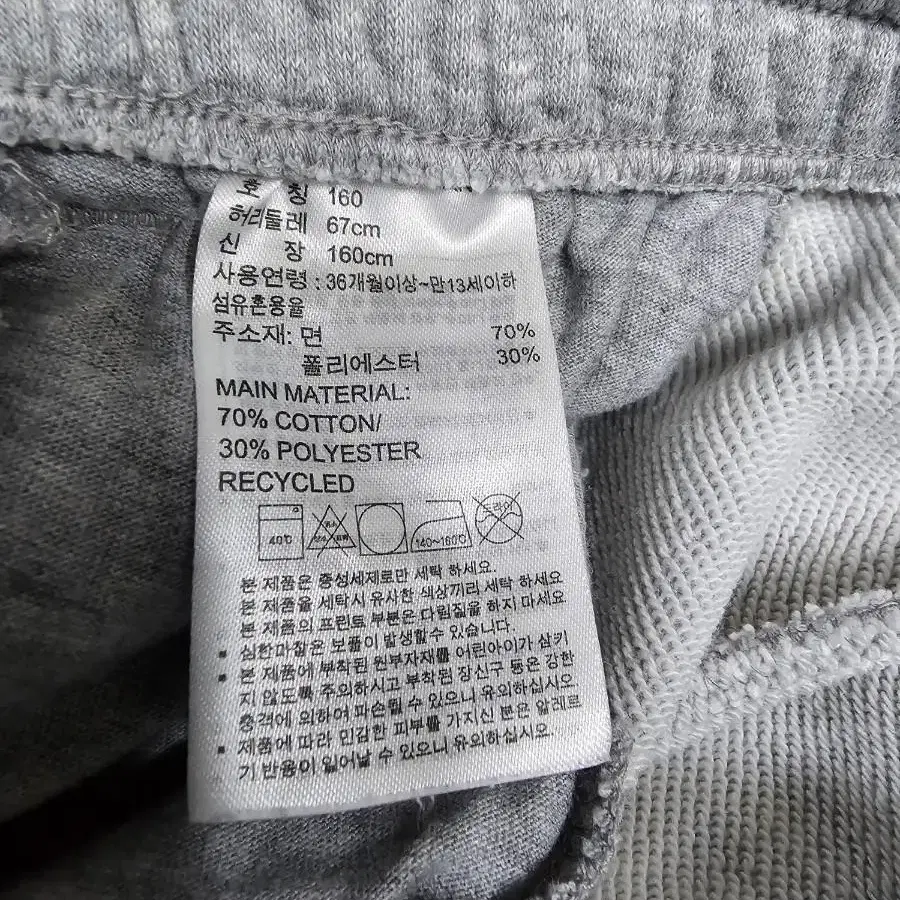 호 칭 160
허리둘레 67cm
신 장 160cm
사용연령 : 36개월이상~만13세이하
섬유혼용율
주소재: 면 70%
폴리에스터 30%
MAIN MATERIAL:
70% COTTON/
30% POLYESTER
RECYCLED
40℃ 140~160℃ 드라이
본 제품은 중성세제로만 세탁 하세요.
본 제품을 세탁시 유사한 색상끼리 세탁 하세요
본 제품의 프린트 부분은 다림질을 하지 마세요
▪ 심한마찰은 보풀이 발생할수 있습니다.
▪ 본 제품에 부착된 원부자재를 어린아이가 삼키
지 않도록 주의하시고 부착된 장신구 등은 강한
충격에 의하여 파손될 수 있으니 유의하십시오
▪ 제품에 따라 민감한 피부를 가지신 분은 알레르
기 반응이 일어날 수 있으니 유의하십시오.